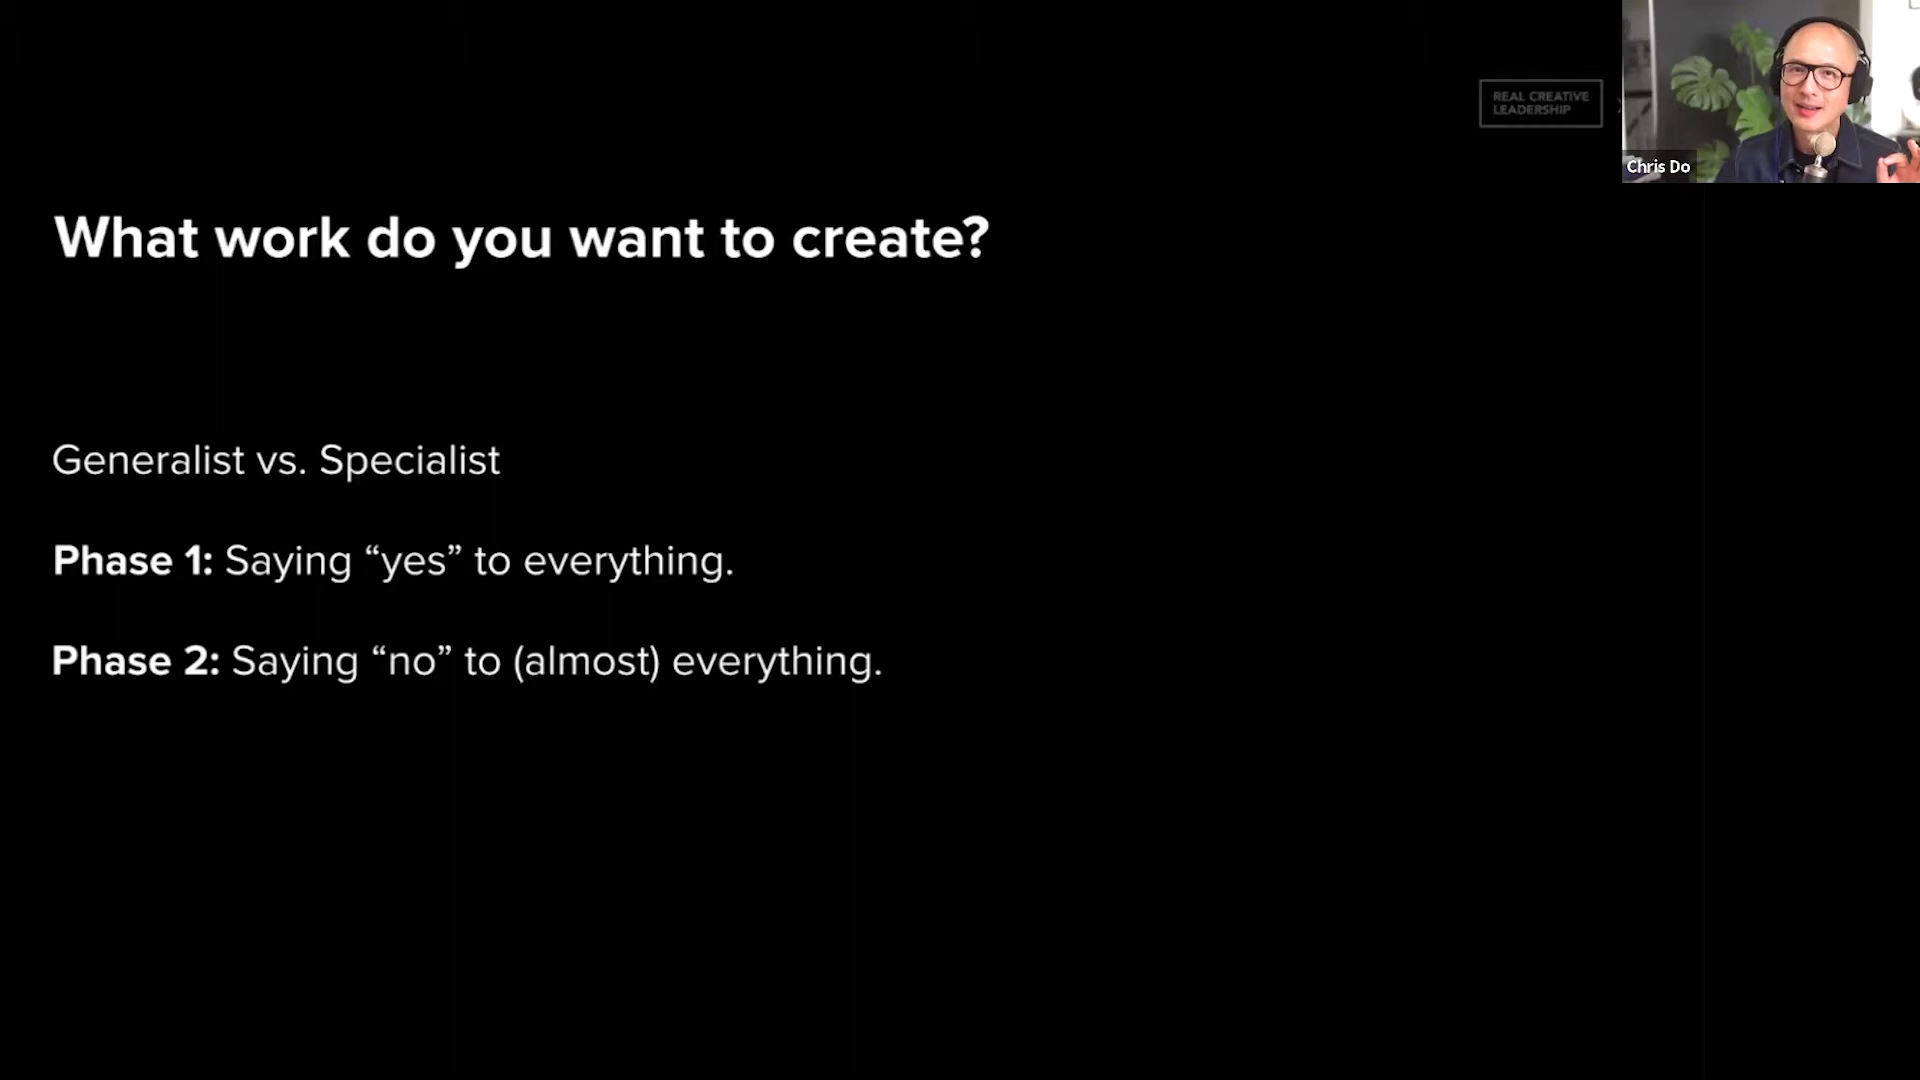 REAL CREATIVE
LEADERSHIP
Chris Do
What work do you want to create?
Generalist vs. Specialist
Phase 1: Saying “yes” to everything.
Phase 2: Saying “no” to (almost) everything.